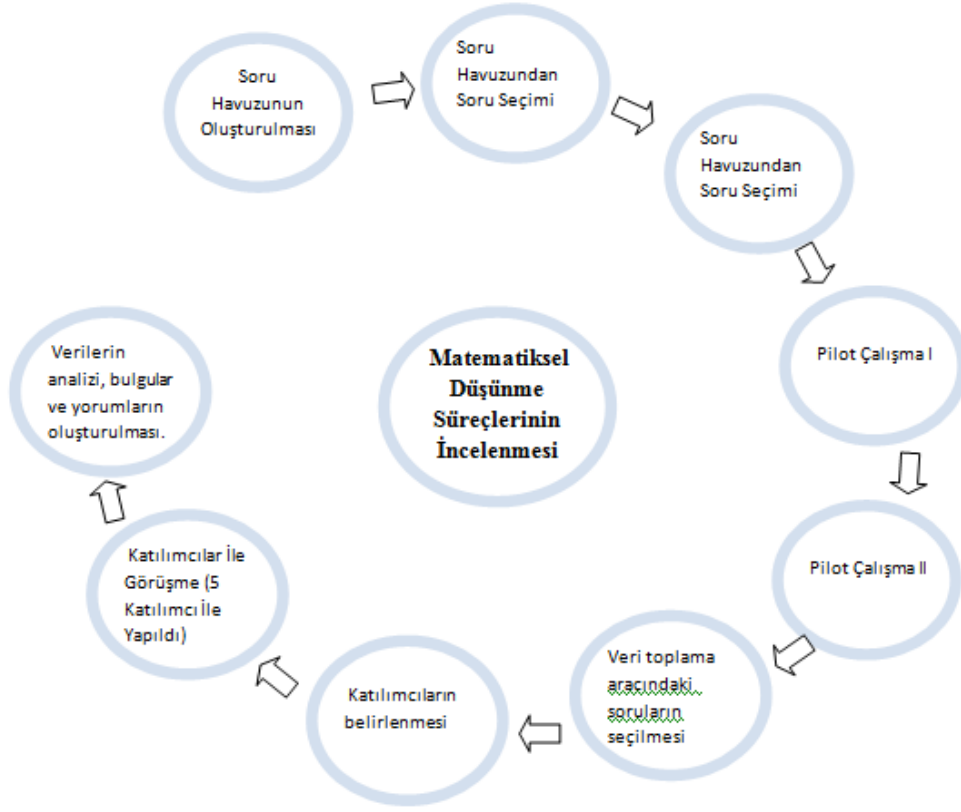 Soru
Havuzunun
Oluşturulması
Soru
Havuzundan
Soru Seçimi
Soru
Havuzundan
Soru Seçimi
Pilot Çalışma I
Pilot Çalışma II
Veri toplama
aracındaki
soruların
seçilmesi
Katılımcıların
belirlenmesi
Katılımcılar İle
Görüşme (5
Katılımcı İle
Yapıldı)
Verilerin
analizi, bulgular
ve yorumların
oluşturulması.
Matematiksel
Düşünme
Süreçlerinin
İncelenmesi